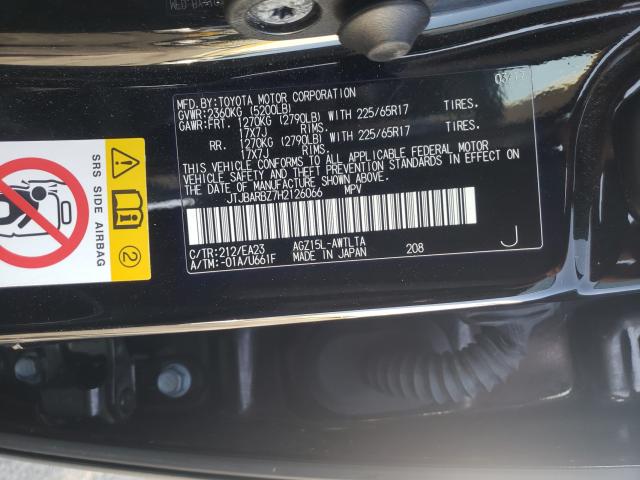 MFD.BY:TOYOTA MOTOR CORPORATION 03/17
GVWR:2360KG (5200LB)
GAWR:FRT. 1270KG (2790LB) WITH 225/65R17 TIRES.
17X7J RIMS.
RR. 1270KG (2790LB) WITH 225/65R17 TIRES.
17X7J RIMS.
THIS VEHICLE CONFORMS TO ALL APPLICABLE FEDERAL MOTOR
VEHICLE SAFETY AND THEFT PREVENTION STANDARDS IN EFFECT
ON THE DATE OF MANUFACTURE SHOWN ABOVE.
JTJBARBZ7H2126066 MPV
C/TR:212/EA23 AGZ15L-AWTLTA 208 J
A/TM:-01A/U661F MADE IN JAPAN
SRS SIDE AIRBAG
2